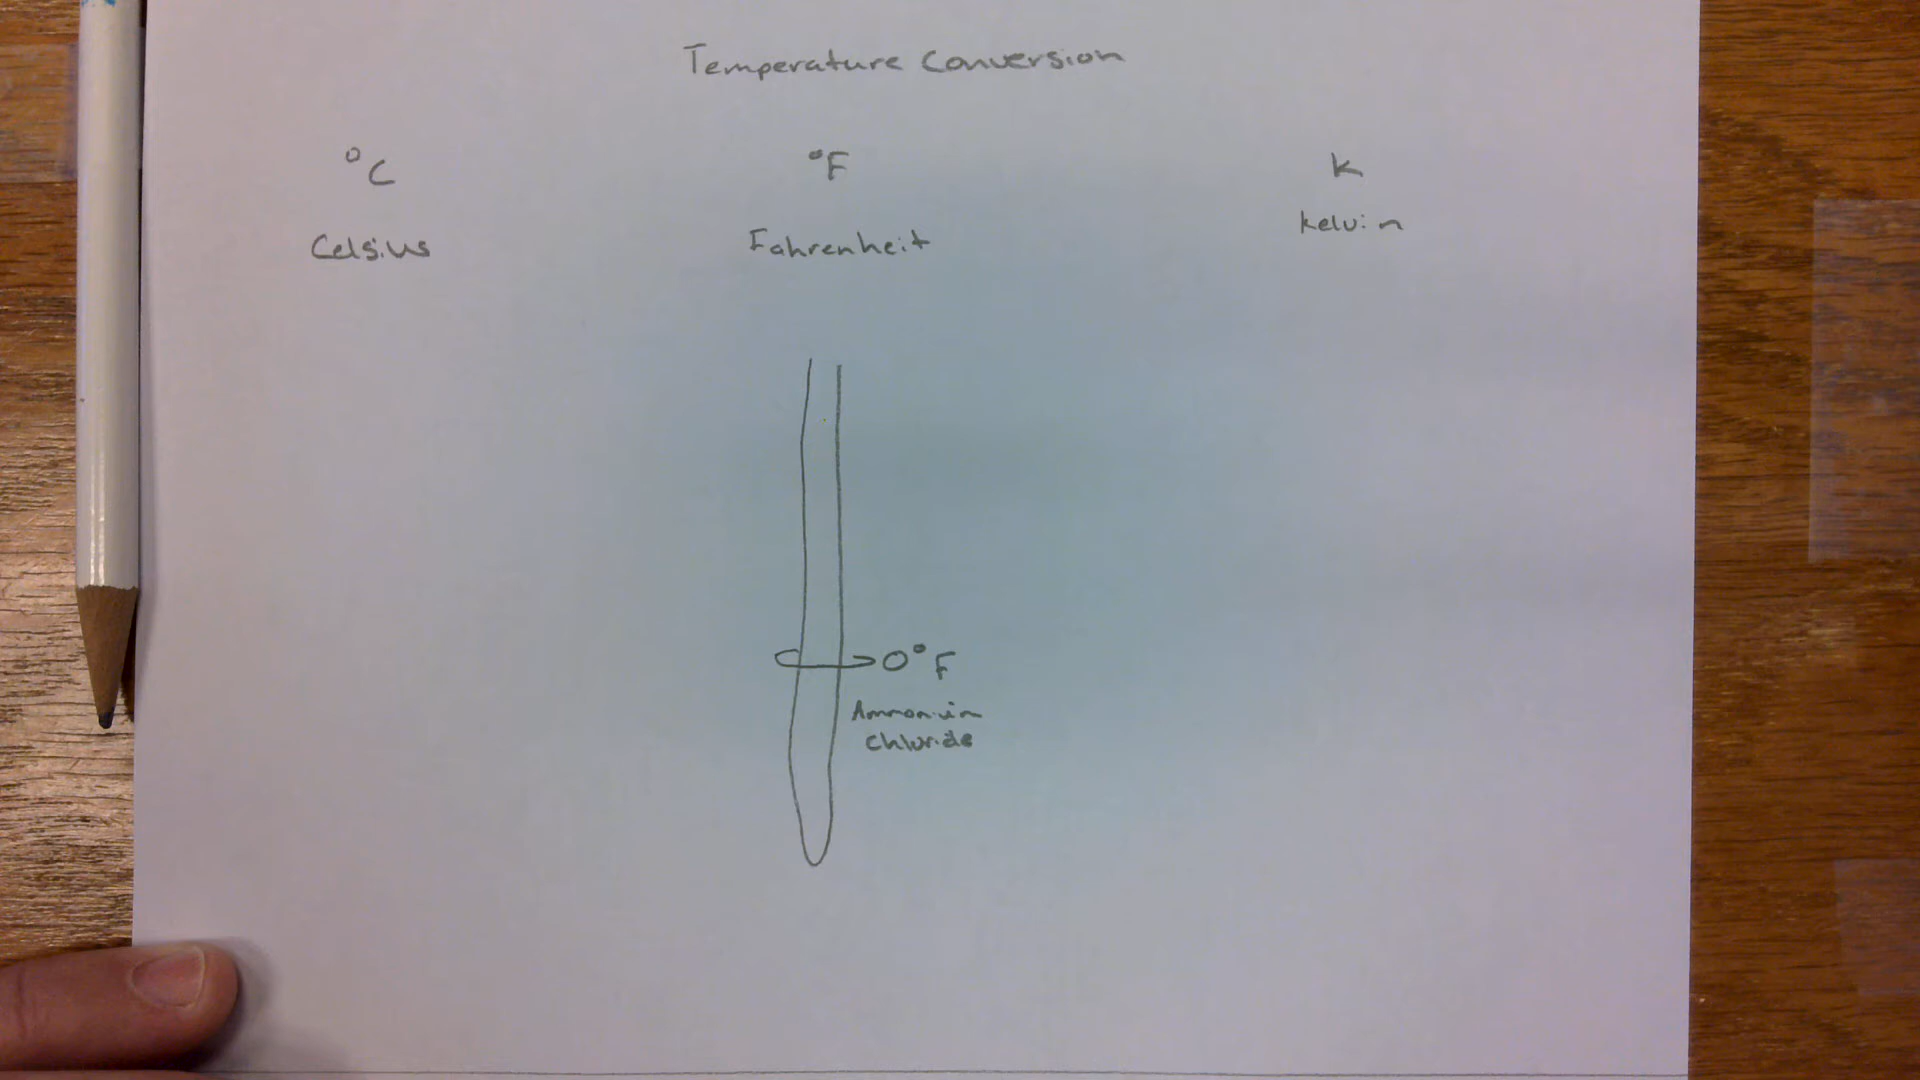 Temperature Conversion
°C °F K
Celsius Fahrenheit Kelvin
0°F
Ammonium
Chloride